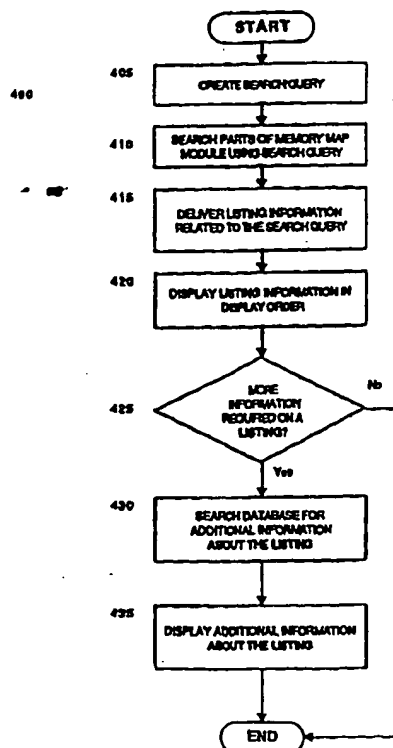 START
400
405
CREATE SEARCH QUERY
410
SEARCH PARTS OF MEMORY MAP
MODULE USING SEARCH QUERY
415
DELIVER LISTING INFORMATION
RELATED TO THE SEARCH QUERY
420
DISPLAY LISTING INFORMATION IN
DISPLAY ORDER
425
MORE
INFORMATION
REQUIRED ON A
LISTING?
No
Yes
430
SEARCH DATABASE FOR
ADDITIONAL INFORMATION
ABOUT THE LISTING
435
DISPLAY ADDITIONAL INFORMATION
ABOUT THE LISTING
END